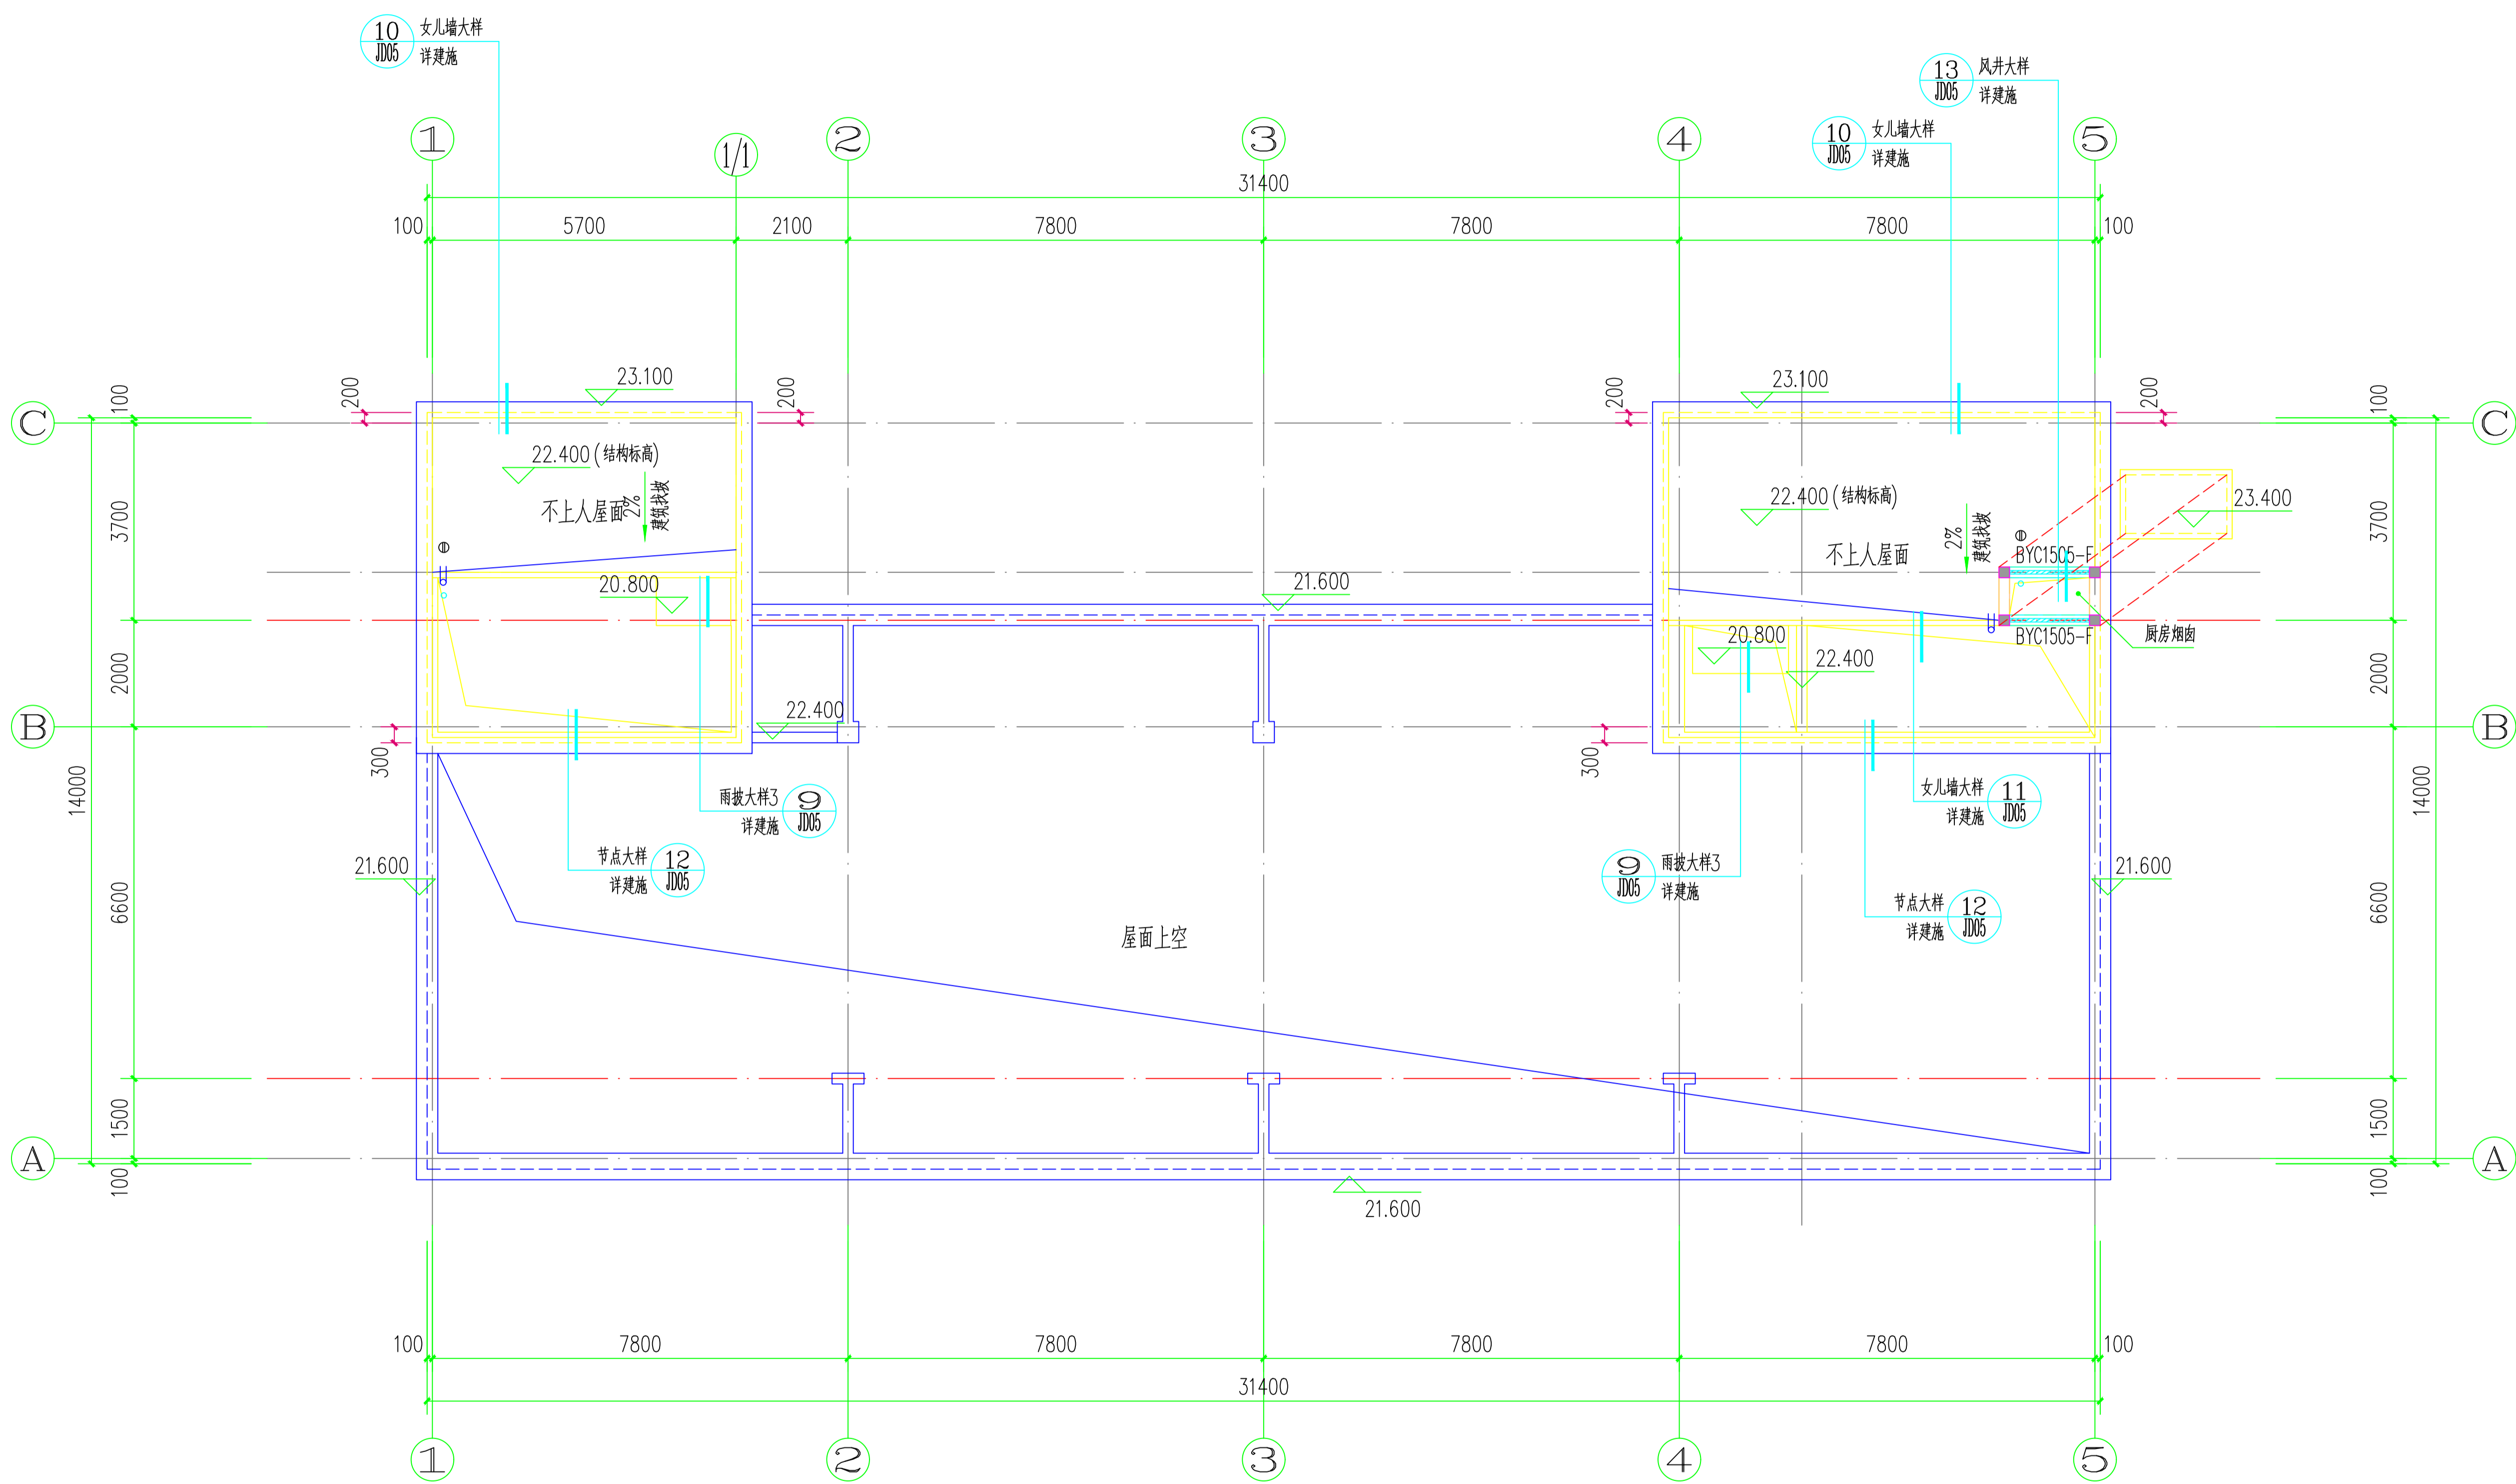 10 女儿墙大样
JD05 详建施
13 风井大样
JD05 详建施
10 女儿墙大样
JD05 详建施
1
1/1
2
3
4
5
31400
100
5700
2100
7800
7800
7800
100
C
100
200
23.100
200
200
23.100
200
100
C
22.400(结构标高)
不上人屋面
2%
建筑找坡
22.400(结构标高)
不上人屋面
2%
建筑找坡
23.400
3700
3700
BYC1505-F
20.800
21.600
BYC1505-F
厨房烟囱
20.800
22.400
2000
2000
B
22.400
B
300
300
14000
14000
雨披大样3 9
详建施 JD05
女儿墙大样 11
详建施 JD05
节点大样 12
详建施 JD05
9 雨披大样3
JD05 详建施
节点大样 12
详建施 JD05
21.600
21.600
6600
6600
屋面上空
1500
1500
A
A
100
100
21.600
100
7800
7800
7800
7800
100
31400
1
2
3
4
5